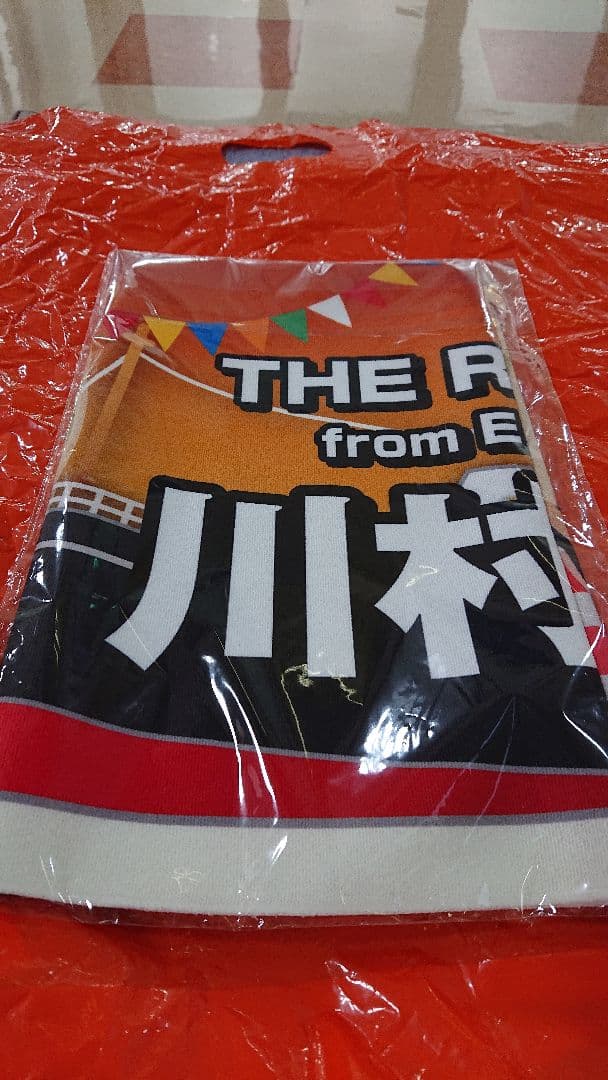 THE R
from E
川村